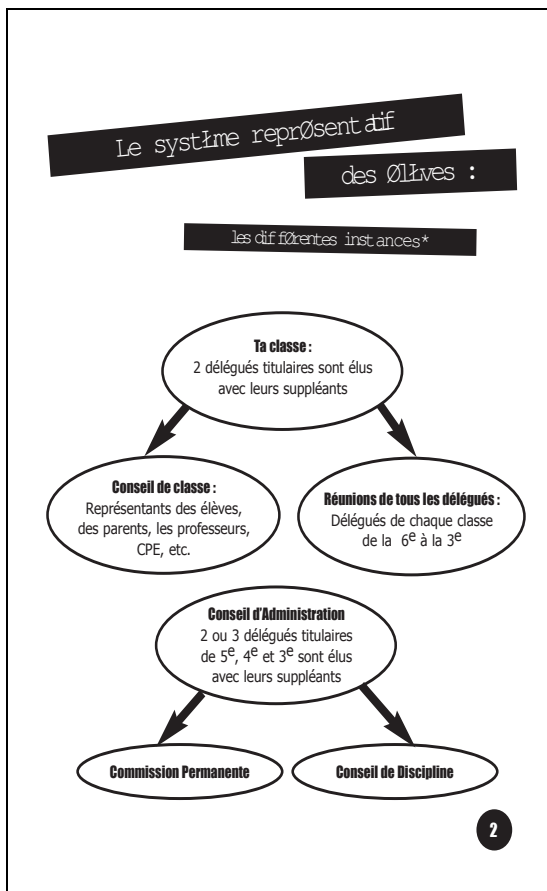 Le systŁme reprØsentatif
des ØlŁves :
les diffØrentes instances*
Ta classe :
2 délégués titulaires sont élus
avec leurs suppléants
Conseil de classe :
Représentants des élèves,
des parents, les professeurs,
CPE, etc.
Réunions de tous les délégués :
Délégués de chaque classe
de la 6e à la 3e
Conseil d'Administration
2 ou 3 délégués titulaires
de 5e, 4e et 3e sont élus
avec leurs suppléants
Commission Permanente
Conseil de Discipline
2